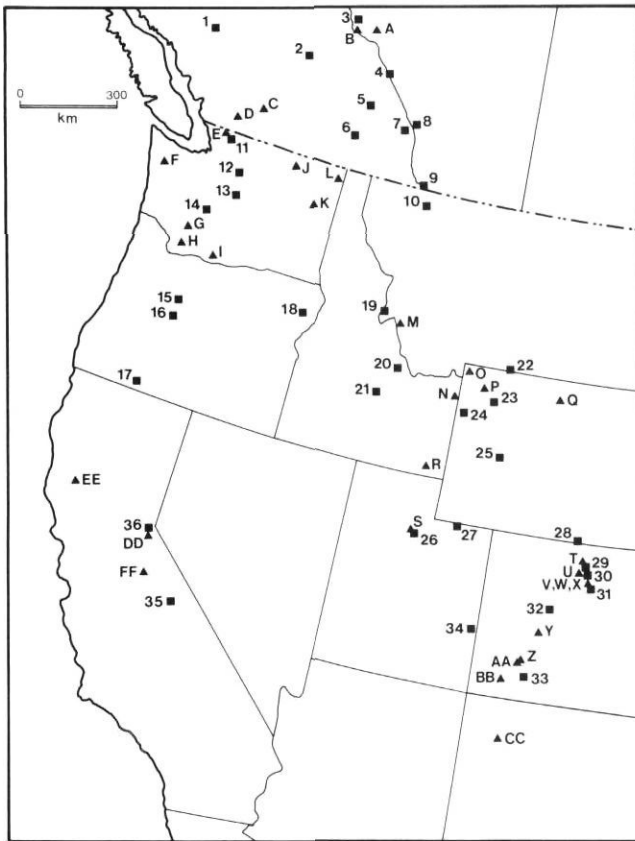 1
3
B A
2
4
0 300
km
5
C
D
7 8
6
E
11
F
12
J
L
9
13
K
10
14
G
H
I
15
18
19
16
M
17
20
O
22
21
P
N
23
Q
24
25
R
EE
36
S
27
DD
26
28
T
29
FF
U
30
V,W,X
31
35
32
34
Y
AA Z
BB
33
CC